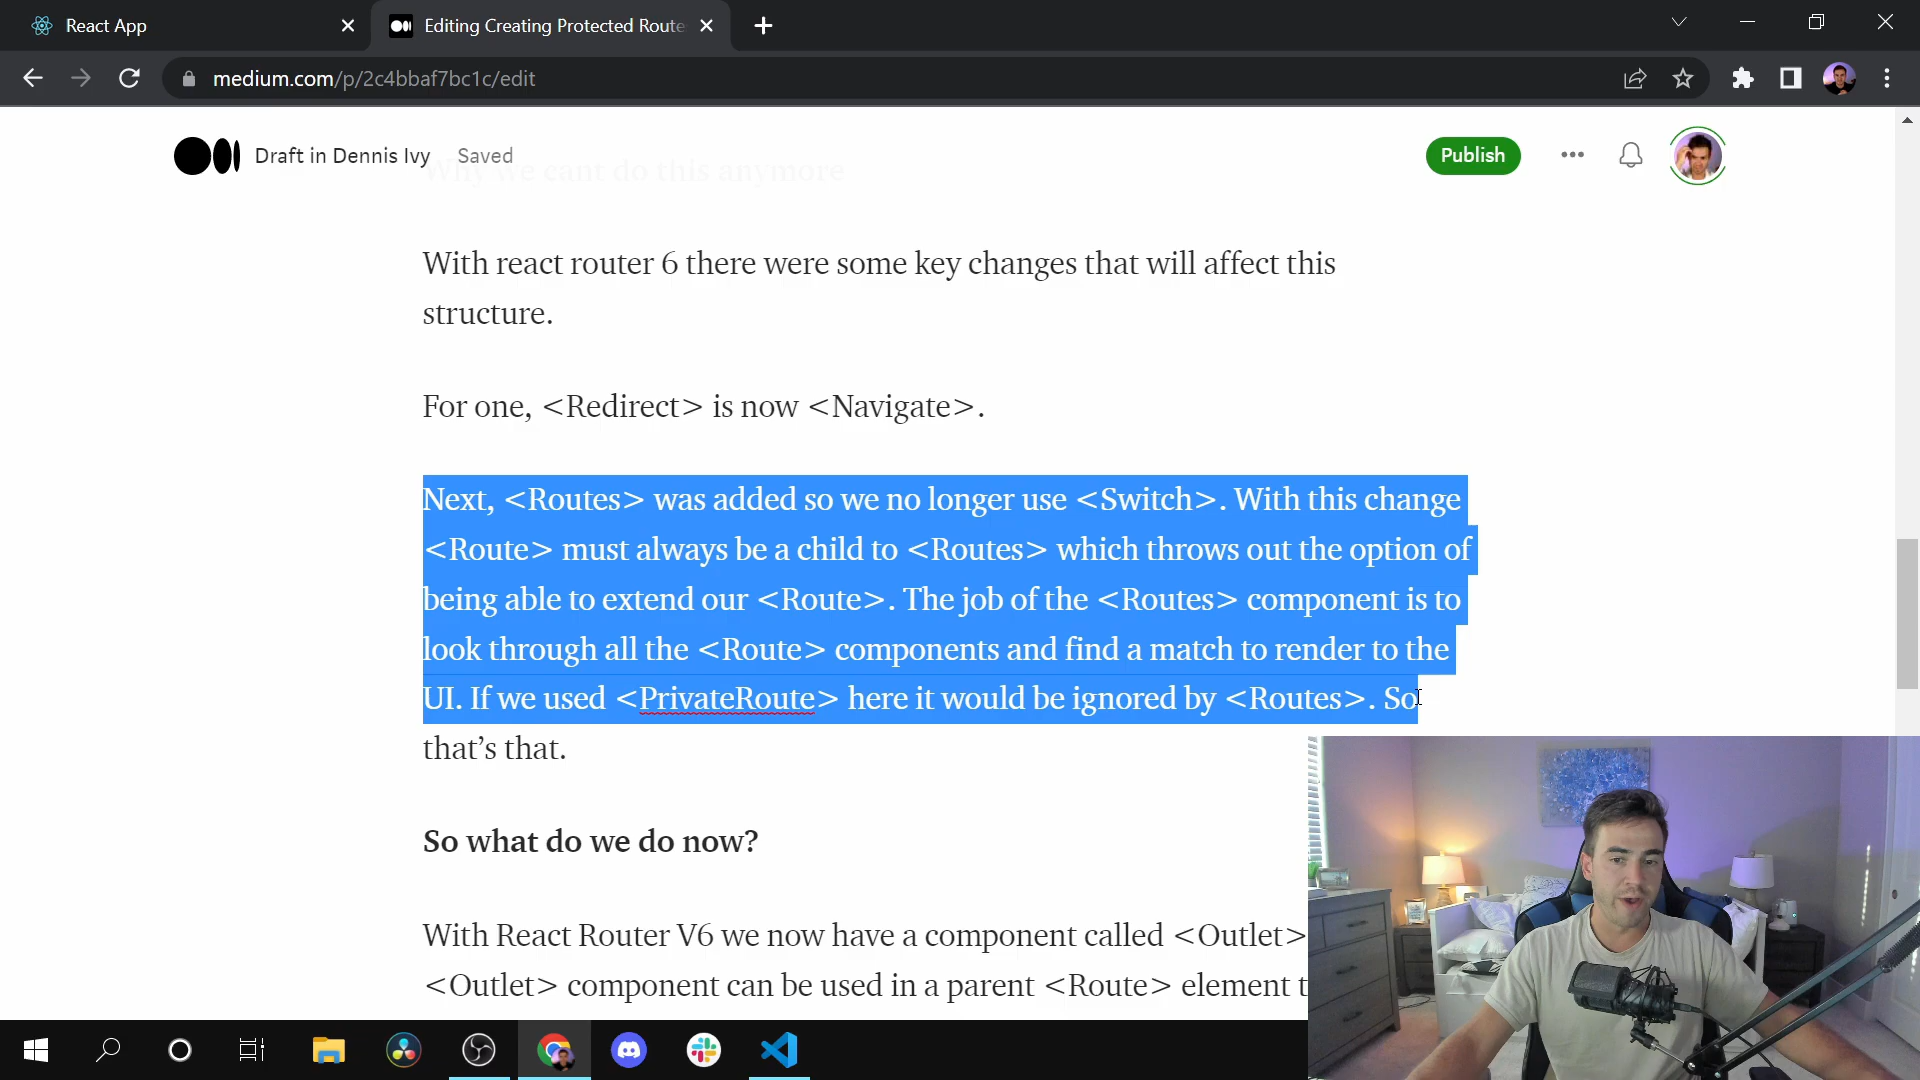 React App
Editing Creating Protected Route
medium.com/p/2c4bbaf7bc1c/edit
Draft in Dennis Ivy
Saved
Publish
Why we cant do this anymore
With react router 6 there were some key changes that will affect this
structure.
For one, <Redirect> is now <Navigate>.
Next, <Routes> was added so we no longer use <Switch>. With this change
<Route> must always be a child to <Routes> which throws out the option of
being able to extend our <Route>. The job of the <Routes> component is to
look through all the <Route> components and find a match to render to the
UI. If we used <PrivateRoute> here it would be ignored by <Routes>. So
that’s that.
So what do we do now?
With React Router V6 we now have a component called <Outlet>
<Outlet> component can be used in a parent <Route> element t